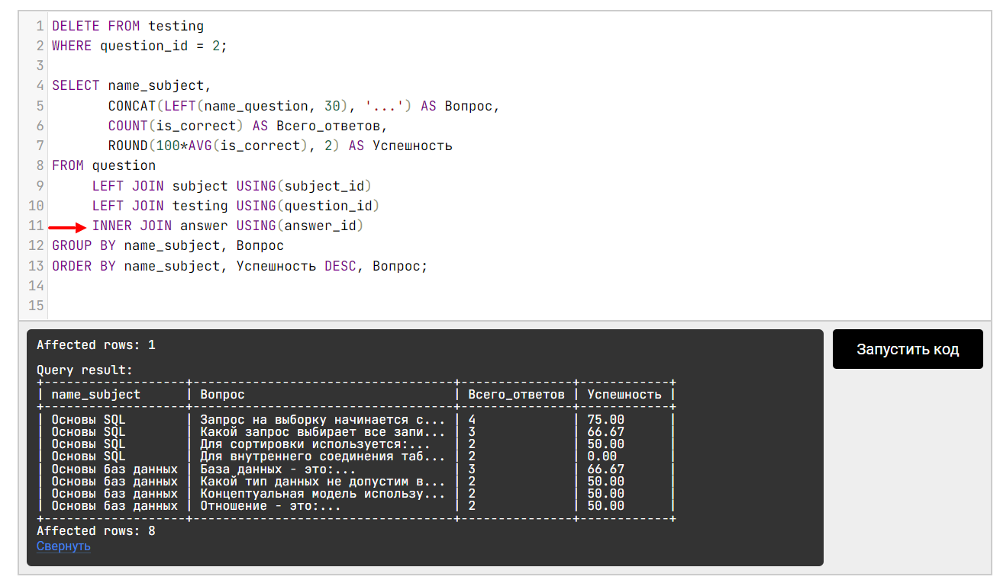 1 DELETE FROM testing
2 WHERE question_id = 2;
3
4 SELECT name_subject,
5        CONCAT(LEFT(name_question, 30), '...') AS Вопрос,
6        COUNT(is_correct) AS Всего_ответов,
7        ROUND(100*AVG(is_correct), 2) AS Успешность
8 FROM question
9      LEFT JOIN subject USING(subject_id)
10      LEFT JOIN testing USING(question_id)
11      INNER JOIN answer USING(answer_id)
12 GROUP BY name_subject, Вопрос
13 ORDER BY name_subject, Успешность DESC, Вопрос;
14
15
Affected rows: 1
Запустить код
Query result:
+-------------------+----------------------------------+---------------+------------+
| name_subject      | Вопрос                           | Всего_ответов | Успешность |
+-------------------+----------------------------------+---------------+------------+
| Основы SQL        | Запрос на выборку начинается с... | 4             | 75.00      |
| Основы SQL        | Какой запрос выбирает все запи... | 3             | 66.67      |
| Основы SQL        | Для сортировки используется:...   | 2             | 50.00      |
| Основы SQL        | Для внутреннего соединения таб... | 2             | 0.00       |
| Основы баз данных | База данных - это:...             | 3             | 66.67      |
| Основы баз данных | Какой тип данных не допустим в... | 2             | 50.00      |
| Основы баз данных | Концептуальная модель использу... | 2             | 50.00      |
| Основы баз данных | Отношение - это:...               | 2             | 50.00      |
+-------------------+----------------------------------+---------------+------------+
Affected rows: 8
Свернуть